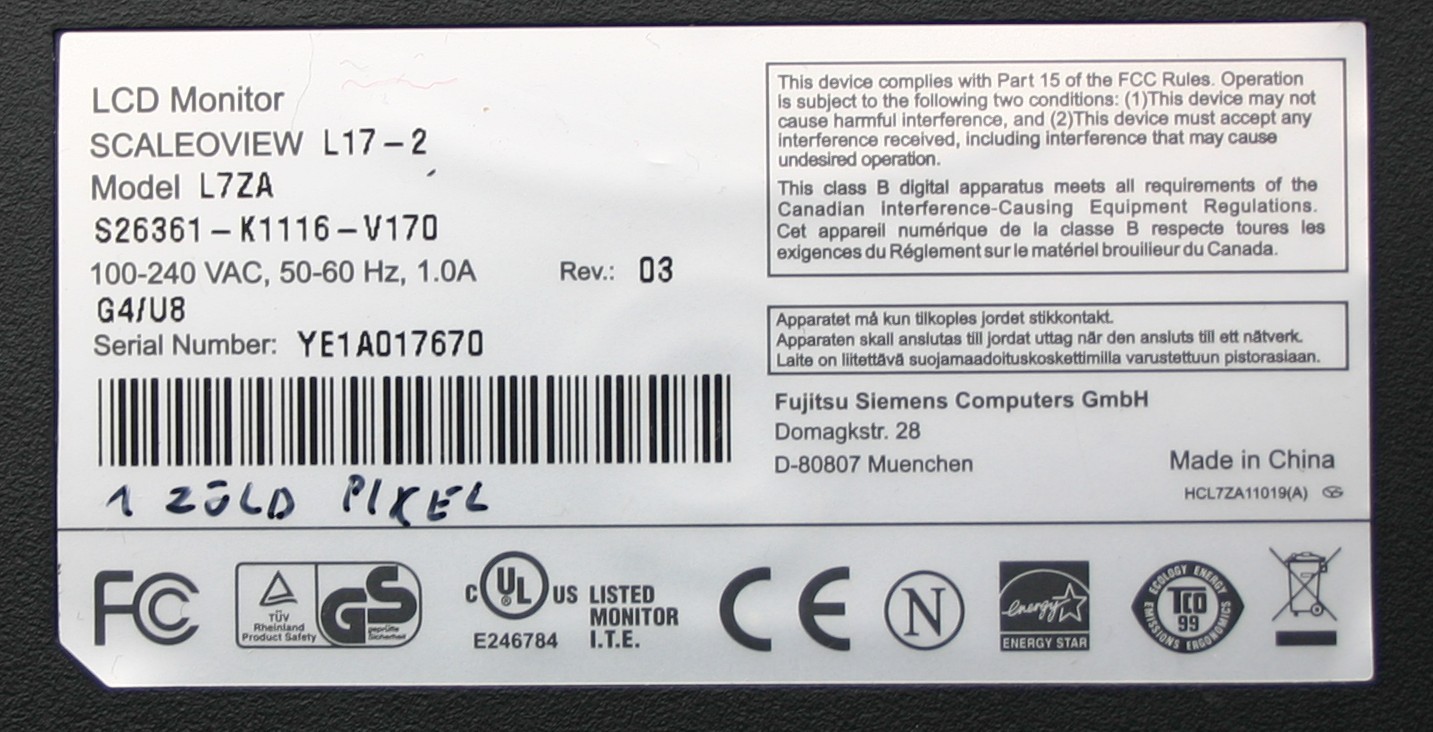 LCD Monitor
SCALEOVIEW L17-2
Model L7ZA
S26361-K1116-V170
100-240 VAC, 50-60 Hz, 1.0A Rev.: 03
G4/U8
Serial Number: YE1A017670
1 ZÖLD PIXEL
This device complies with Part 15 of the FCC Rules. Operation
is subject to the following two conditions: (1)This device may not
cause harmful interference, and (2)This device must accept any
interference received, including interference that may cause
undesired operation.
This class B digital apparatus meets all requirements of the
Canadian Interference-Causing Equipment Regulations.
Cet appareil numérique de la classe B respecte toures les
exigences du Réglement sur le matériel brouilleur du Canada.
Apparatet må kun tilkoples jordet stikkontakt.
Apparaten skall anslutas till jordat uttag når den ansluts till ett nätverk.
Laite on liitettävä suojamaadoituskoskettimilla varustettuun pistorasiaan.
Fujitsu Siemens Computers GmbH
Domagkstr. 28
D-80807 Muenchen
Made in China
HCL7ZA11019(A)
FC
TÜV
Rheinland
Product Safety
GS
geprüfte
Sicherheit
C UL US LISTED
MONITOR
E246784 I.T.E.
CE
N
energy
ENERGY STAR
ECOLOGY ENERGY
TCO
99
EMISSIONS ERGONOMICS